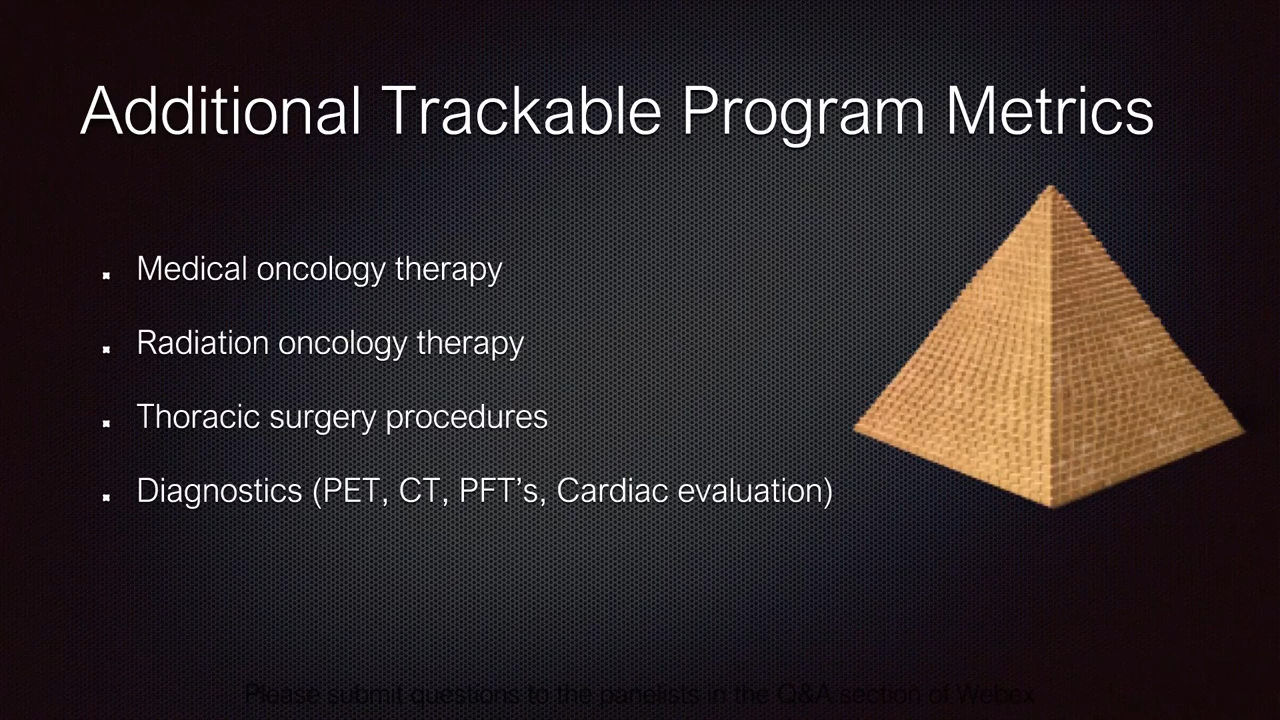 Additional Trackable Program Metrics
Medical oncology therapy
Radiation oncology therapy
Thoracic surgery procedures
Diagnostics (PET, CT, PFT’s, Cardiac evaluation)
Please submit questions to the panelists in the Q&A section of Webex